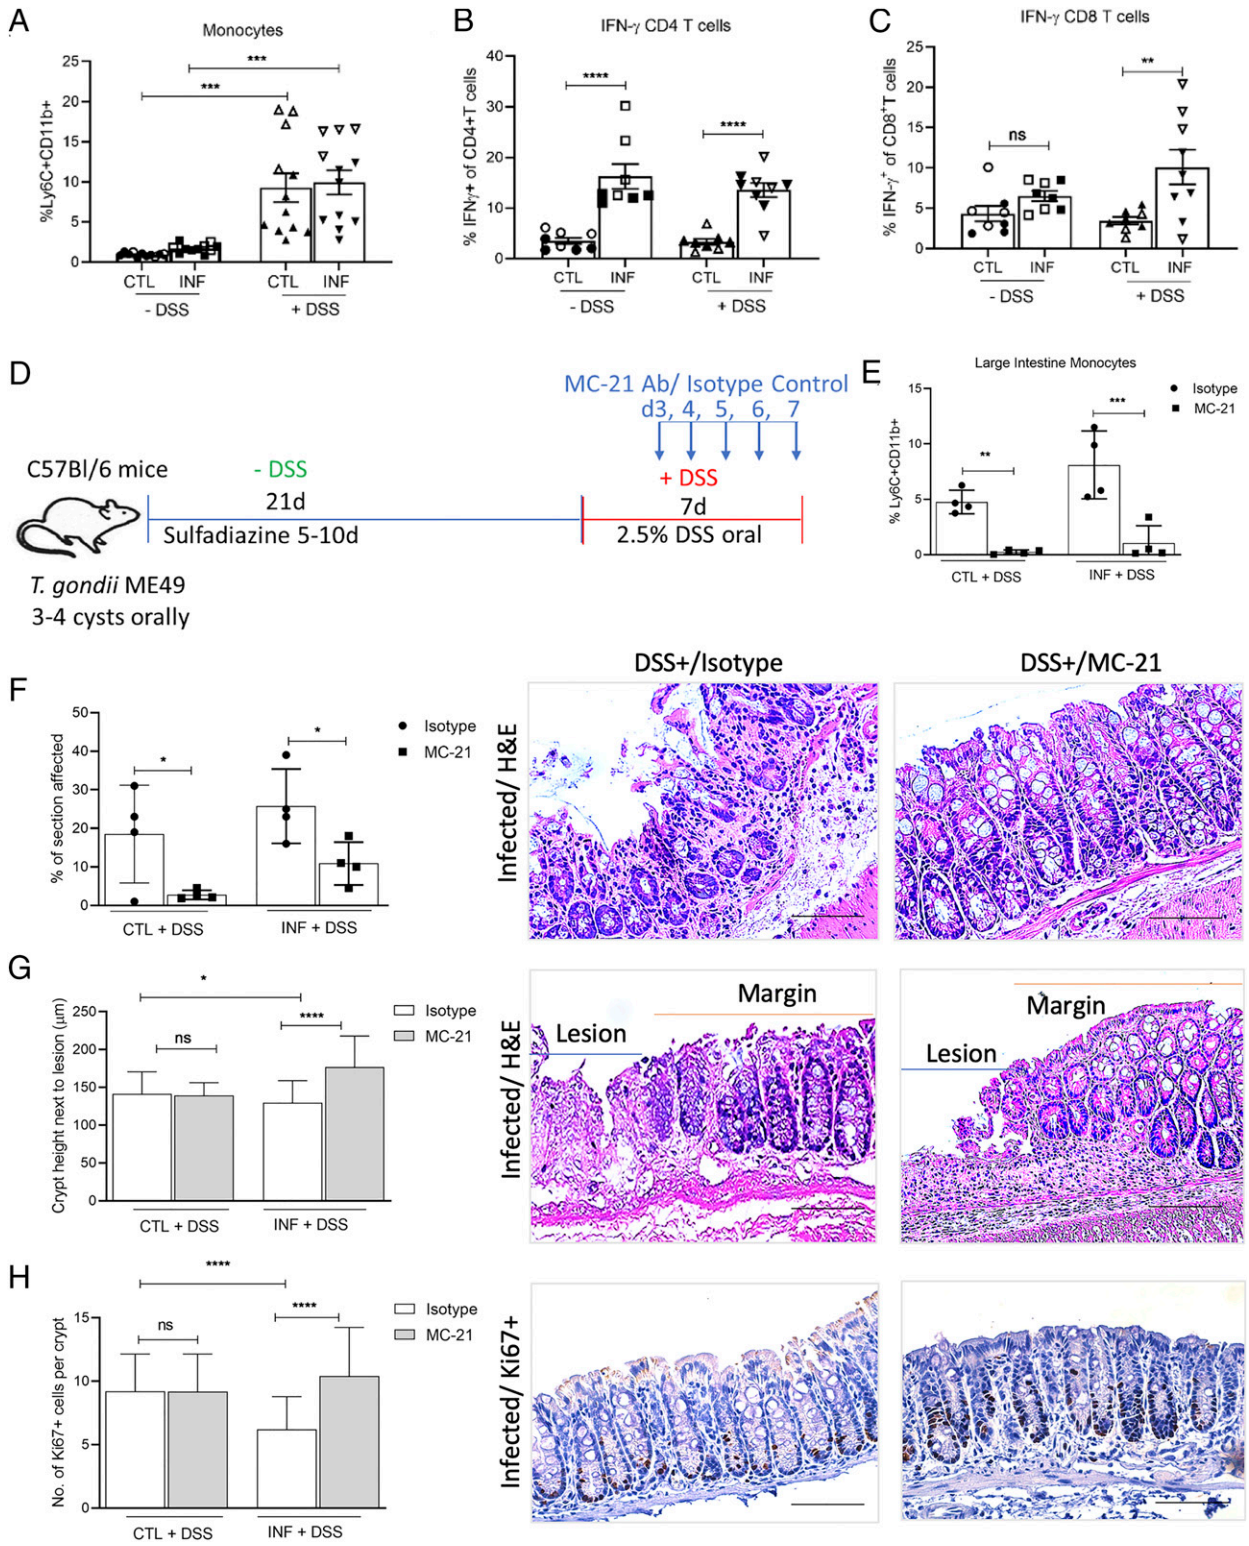 A
Monocytes
%Ly6C+CD11b+
25
20
15
10
5
0
***
***
CTL INF CTL INF
- DSS + DSS
B
IFN-γ CD4 T cells
% IFNγ+ of CD4+T cells
40
30
20
10
0
****
****
CTL INF CTL INF
- DSS + DSS
C
IFN-γ CD8 T cells
% IFN-γ+ of CD8+T cells
25
20
15
10
5
0
ns
**
CTL INF CTL INF
- DSS + DSS
D
MC-21 Ab/ Isotype Control
d3, 4, 5, 6, 7
C57Bl/6 mice
- DSS
+ DSS
21d
7d
Sulfadiazine 5-10d
2.5% DSS oral
T. gondii ME49
3-4 cysts orally
E
Large Intestine Monocytes
% Ly6C+CD11b+
15
10
5
0
**
***
Isotype
MC-21
CTL + DSS INF + DSS
F
% of section affected
50
40
30
20
10
0
*
*
Isotype
MC-21
CTL + DSS INF + DSS
DSS+/Isotype
DSS+/MC-21
Infected/ H&E
G
Crypt height next to lesion (μm)
250
200
150
100
50
0
*
ns
****
Isotype
MC-21
CTL + DSS INF + DSS
Infected/ H&E
Margin
Lesion
Margin
Lesion
H
No. of Ki67+ cells per crypt
15
10
5
0
****
ns
****
Isotype
MC-21
CTL + DSS INF + DSS
Infected/ Ki67+